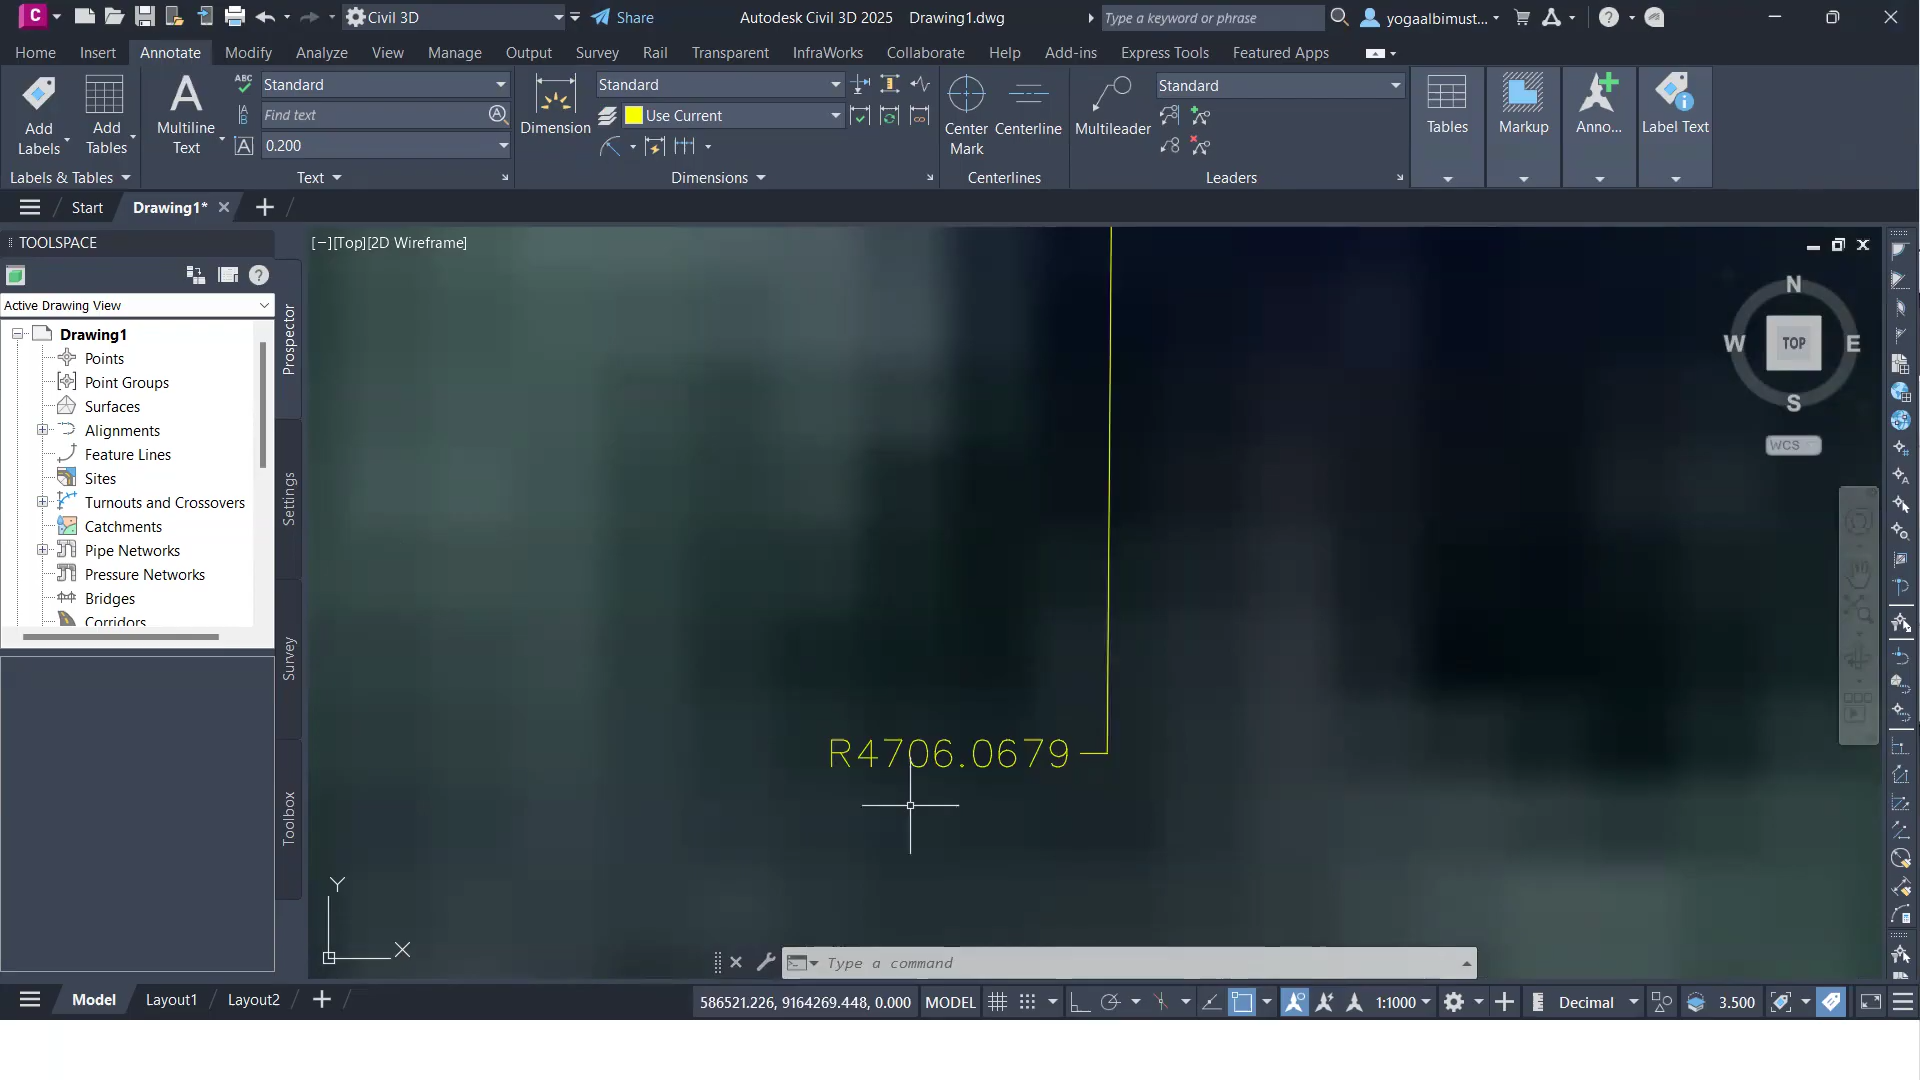 Civil 3D
Share
Autodesk Civil 3D 2025 Drawing1.dwg
Type a keyword or phrase
yogaalbimust...
Home Insert Annotate Modify Analyze View Manage Output Survey Rail Transparent InfraWorks Collaborate Help Add-ins Express Tools Featured Apps
Add Labels
Add Tables
Labels & Tables
Multiline Text
ABC
Standard
Find text
0.200
Text
Dimension
Standard
Use Current
Dimensions
Center Mark
Centerline
Centerlines
Multileader
Standard
Leaders
Tables
Markup
Anno...
Label Text
Start
Drawing1*
TOOLSPACE
Active Drawing View
Drawing1
Points
Point Groups
Surfaces
Alignments
Feature Lines
Sites
Turnouts and Crossovers
Catchments
Pipe Networks
Pressure Networks
Bridges
Corridors
Prospector
Settings
Survey
Toolbox
[−][Top][2D Wireframe]
N
W TOP E
S
WCS
R4706.0679
Y
X
Type a command
Model
Layout1
Layout2
586521.226, 9164269.448, 0.000
MODEL
1:1000
Decimal
3.500